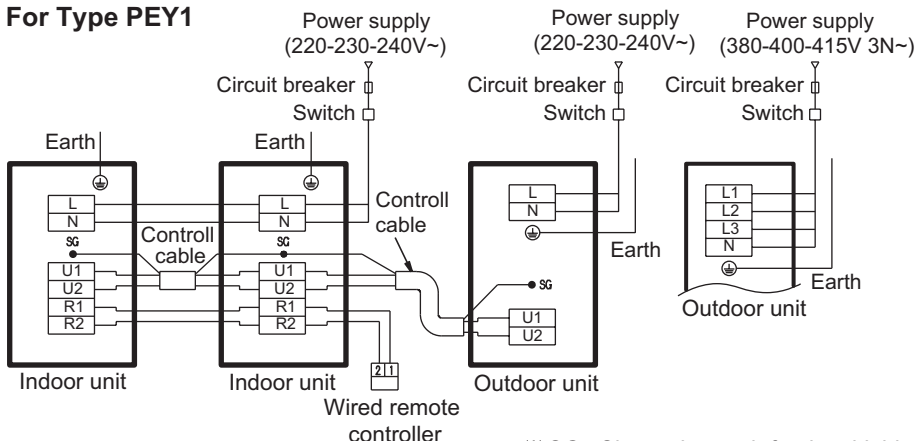 For Type PEY1
Power supply
(220-230-240V~)
Power supply
(220-230-240V~)
Power supply
(380-400-415V 3N~)
Circuit breaker
Switch
Circuit breaker
Switch
Circuit breaker
Switch
Earth
Earth
L
N
SG
U1
U2
R1
R2
Controll
cable
L
N
SG
U1
U2
R1
R2
Controll
cable
L
N
Earth
SG
U1
U2
L1
L2
L3
N
Earth
Outdoor unit
2 1
Indoor unit
Indoor unit
Outdoor unit
Wired remote
controller